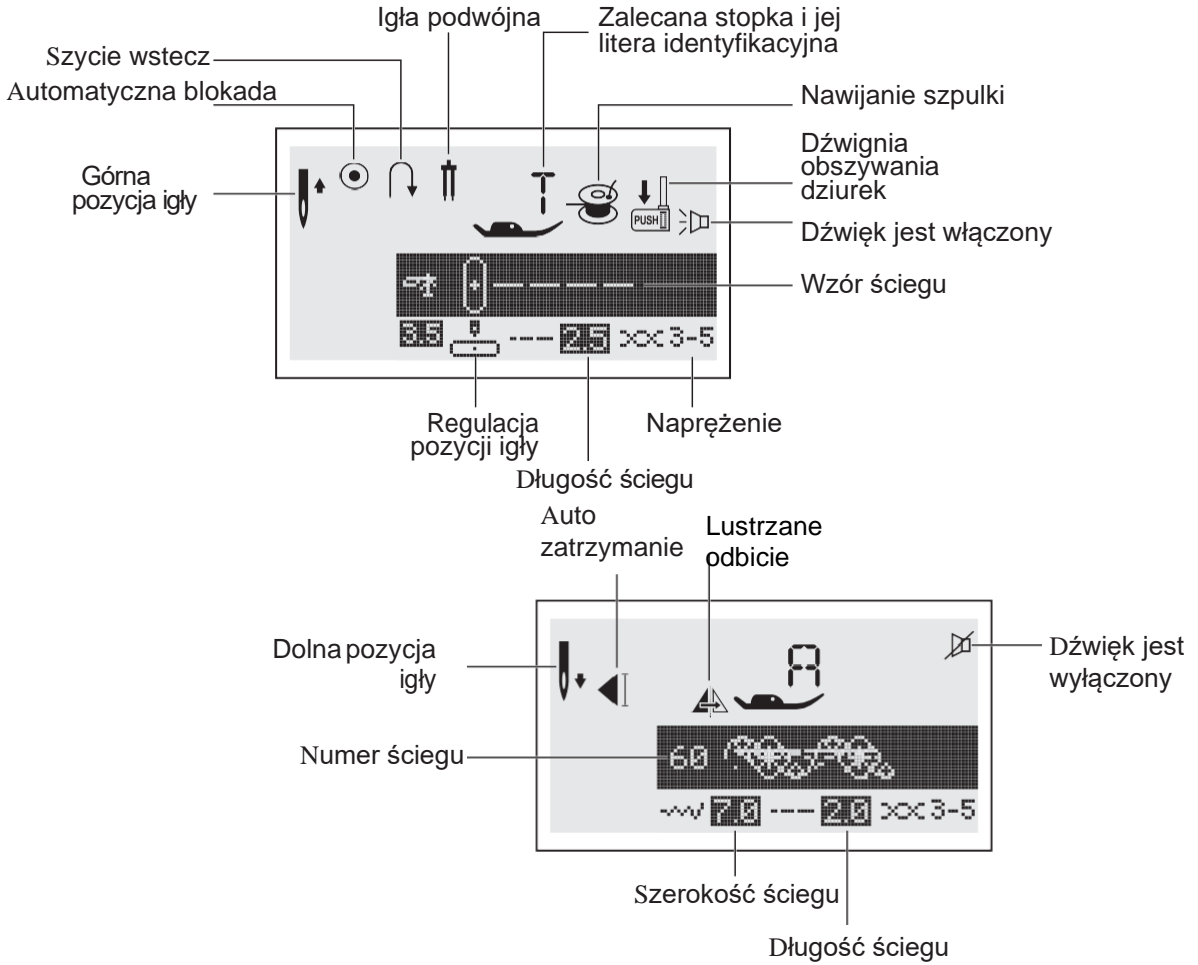 Igła podwójna
Zalecana stopka i jej
litera identyfikacyjna
Szycie wstecz
Automatyczna blokada
Nawijanie szpulki
Dźwignia
obszywania
dziurek
Górna
pozycja igły
T
PUSH
Dźwięk jest włączony
Wzór ściegu
3.5
2.5
3-5
Regulacja
pozycji igły
Naprężenie
Długość ściegu
Auto
zatrzymanie
Lustrzane
odbicie
Dolna pozycja
igły
A
Dźwięk jest
wyłączony
Numer ściegu
60
7.0
2.0
3-5
Szerokość ściegu
Długość ściegu